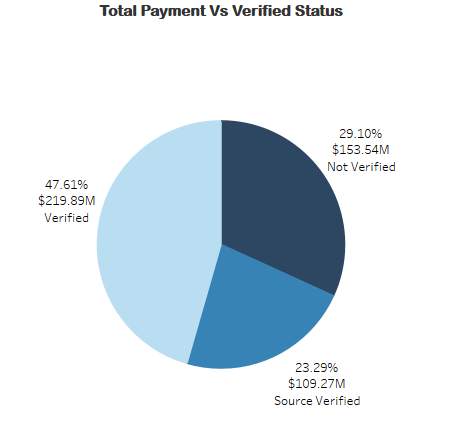 Total Payment Vs Verified Status
29.10%
$153.54M
Not Verified
47.61%
$219.89M
Verified
23.29%
$109.27M
Source Verified